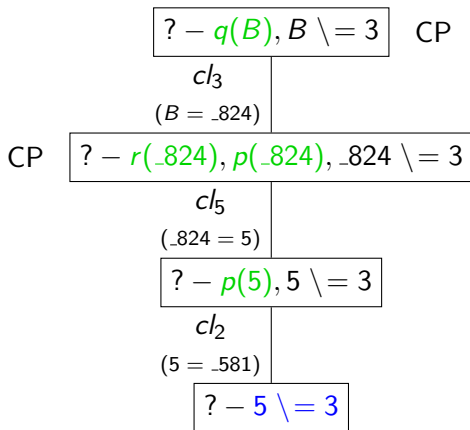 ? − q(B), B \= 3 CP
cl3
(B = _824)
CP ? − r(_824), p(_824), _824 \= 3
cl5
(_824 = 5)
? − p(5), 5 \= 3
cl2
(5 = _581)
? − 5 \= 3